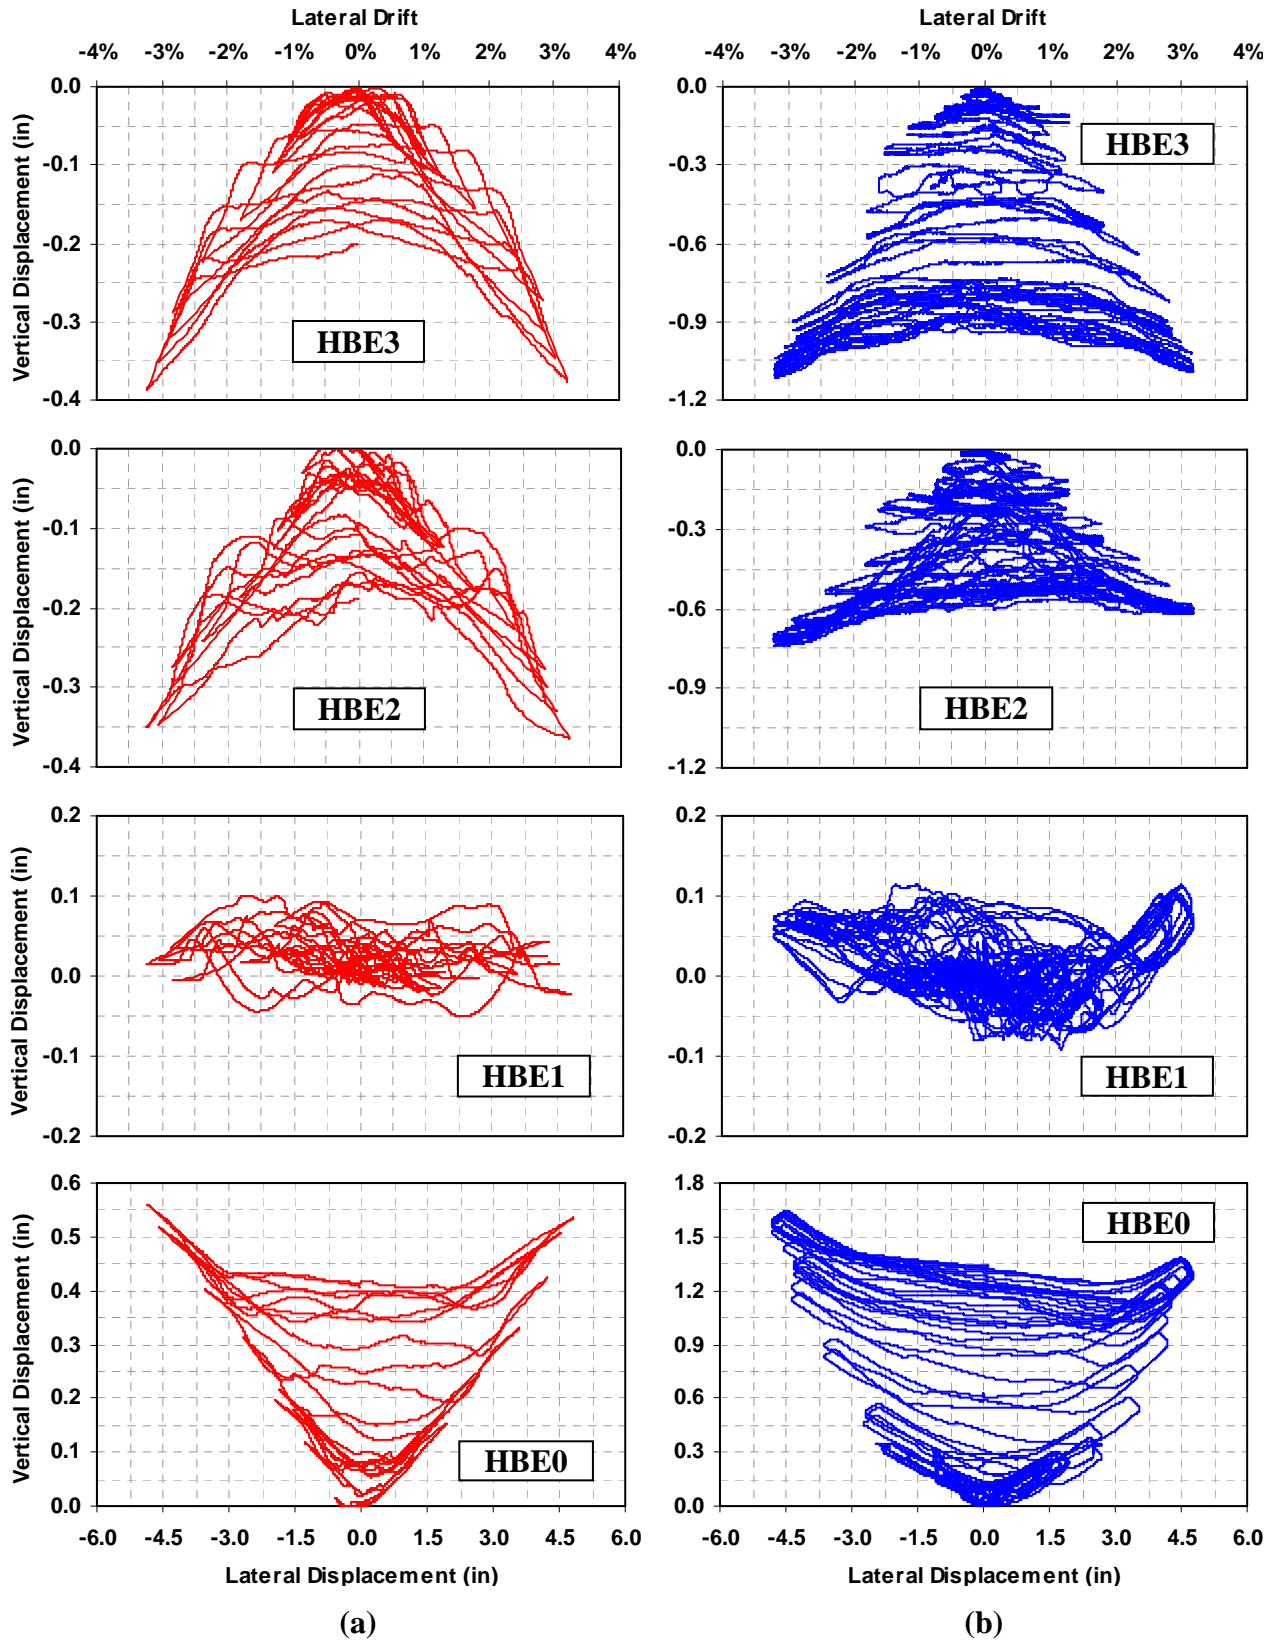 Lateral Drift Lateral Drift
-4% -3% -2% -1% 0% 1% 2% 3% 4% -4% -3% -2% -1% 0% 1% 2% 3% 4%
Vertical Displacement (in)
0.0
-0.1
-0.2
-0.3
-0.4
HBE3
0.0
-0.3
-0.6
-0.9
-1.2
HBE3
Vertical Displacement (in)
0.0
-0.1
-0.2
-0.3
-0.4
HBE2
0.0
-0.3
-0.6
-0.9
-1.2
HBE2
Vertical Displacement (in)
0.2
0.1
0.0
-0.1
-0.2
HBE1
0.2
0.1
0.0
-0.1
-0.2
HBE1
Vertical Displacement (in)
0.6
0.5
0.4
0.3
0.2
0.1
0.0
HBE0
1.8
1.5
1.2
0.9
0.6
0.3
0.0
HBE0
-6.0 -4.5 -3.0 -1.5 0.0 1.5 3.0 4.5 6.0 -6.0 -4.5 -3.0 -1.5 0.0 1.5 3.0 4.5 6.0
Lateral Displacement (in) Lateral Displacement (in)
(a) (b)